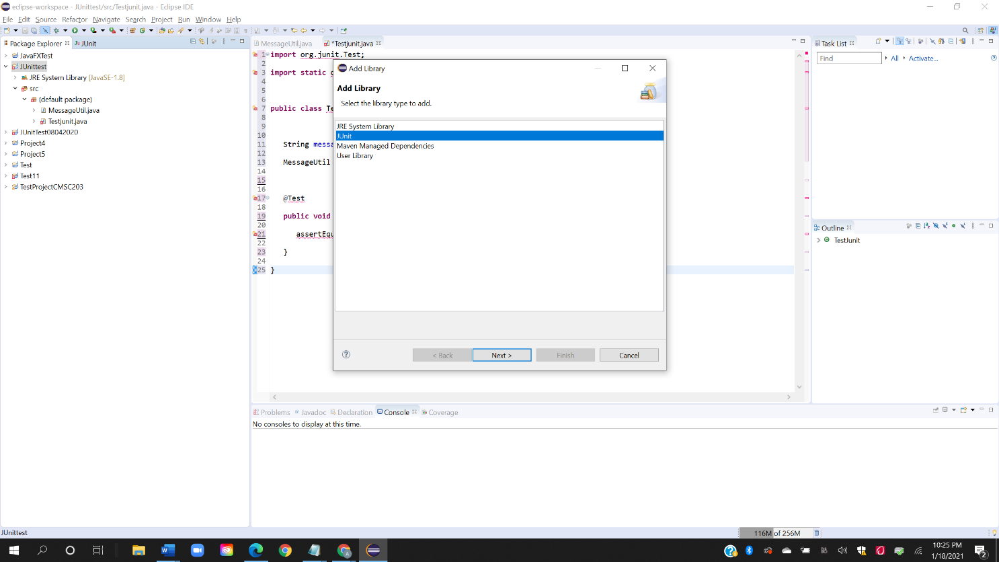 eclipse-workspace - JUnittest/src/Testjunit.java - Eclipse IDE
File Edit Source Refactor Navigate Search Project Run Window Help
Package Explorer
JUnit
JavaFXTest
JUnittest
JRE System Library [JavaSE-1.8]
src
(default package)
MessageUtil.java
Testjunit.java
JUnitTest08042020
Project4
Project5
Test
Test11
TestProjectCMSC203
MessageUtil.java
*Testjunit.java
1 import org.junit.Test;
2
3 import static
4
5
6
7 public class Te
8
9
10
11 String messa
12
13 MessageUtil
14
15
16
17 @Test
18
19 public void
20
21 assertEqu
22
23 }
24
25 }
Add Library
Add Library
Select the library type to add.
JRE System Library
JUnit
Maven Managed Dependencies
User Library
< Back
Next >
Finish
Cancel
Task List
Find
All
Activate...
Outline
TestJunit
Problems
Javadoc
Declaration
Console
Coverage
No consoles to display at this time.
JUnittest
116M of 256M
10:25 PM
1/18/2021
2